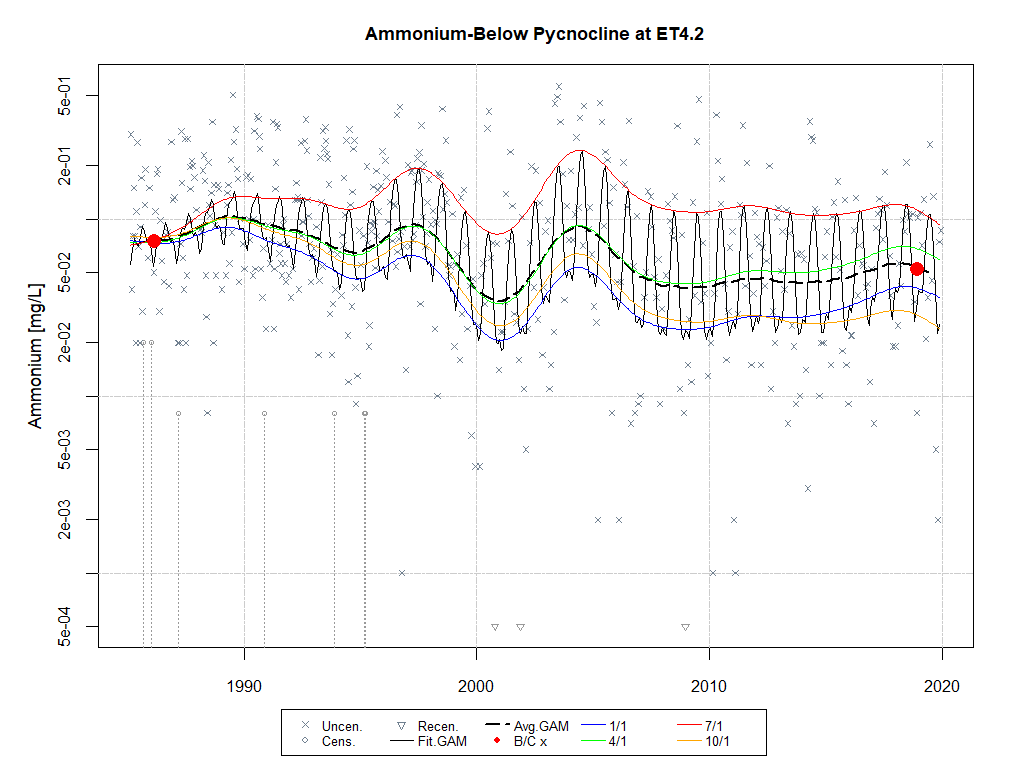 Ammonium-Below Pycnocline at ET4.2
Ammonium [mg/L]
5e-01
2e-01
5e-02
2e-02
5e-03
2e-03
5e-04
1990
2000
2010
2020
Uncen. Recen. Avg.GAM 1/1 7/1
Cens. Fit.GAM B/C x 4/1 10/1